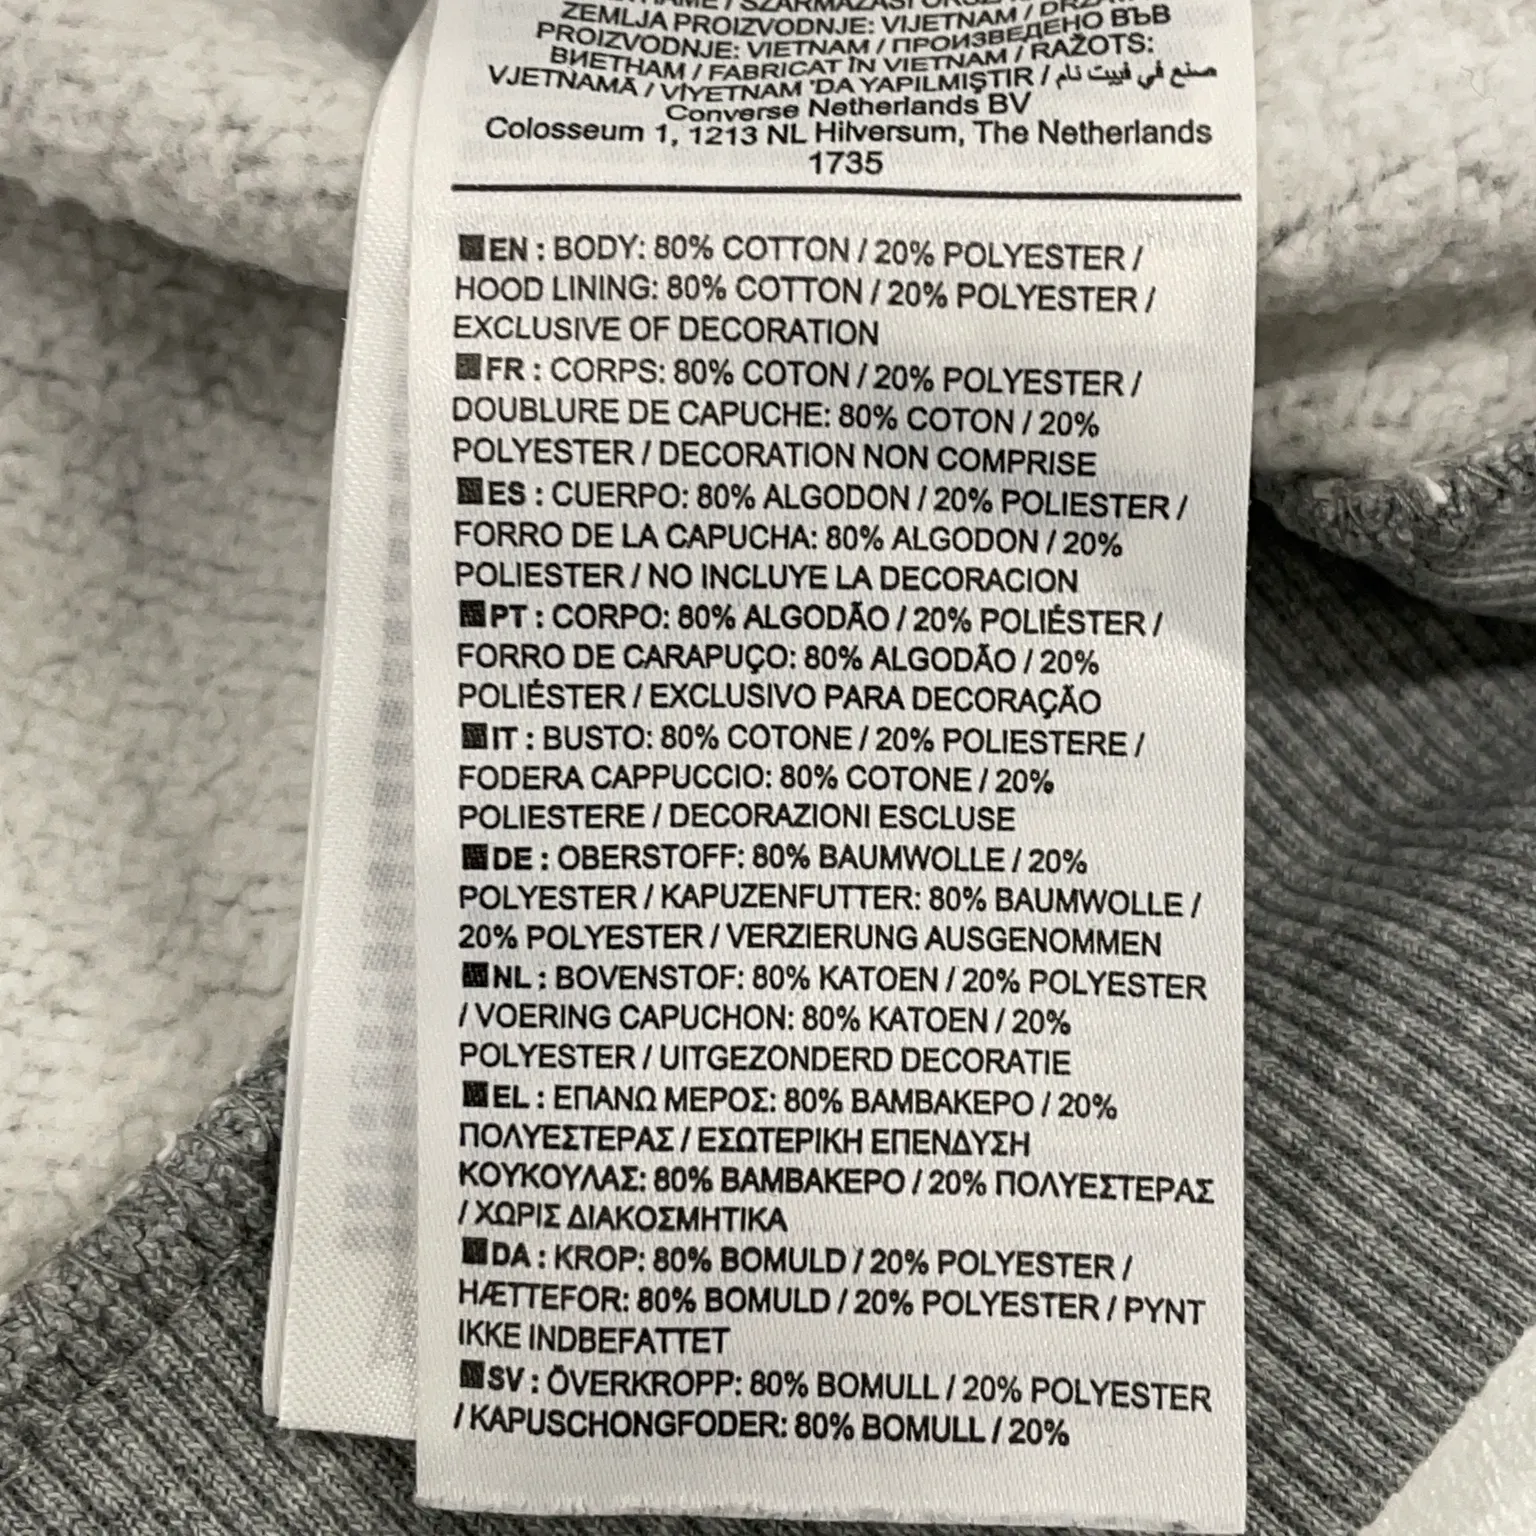 ZEMLJA PROIZVODNJE: VIJETNAM /
PROIZVODNJE: VIETNAM / ПРОИЗВЕДЕНО ВЪВ
ВИЕТНАМ / FABRICAT ÎN VIETNAM / RAŽOTS:
VJETNAMĀ / VİYETNAM 'DA YAPILMIŞTIR / صنع في فييت نام
Converse Netherlands BV
Colosseum 1, 1213 NL Hilversum, The Netherlands
1735
EN : BODY: 80% COTTON / 20% POLYESTER /
HOOD LINING: 80% COTTON / 20% POLYESTER /
EXCLUSIVE OF DECORATION
FR : CORPS: 80% COTON / 20% POLYESTER /
DOUBLURE DE CAPUCHE: 80% COTON / 20%
POLYESTER / DECORATION NON COMPRISE
ES : CUERPO: 80% ALGODON / 20% POLIESTER /
FORRO DE LA CAPUCHA: 80% ALGODON / 20%
POLIESTER / NO INCLUYE LA DECORACION
PT : CORPO: 80% ALGODÃO / 20% POLIÉSTER /
FORRO DE CARAPUÇO: 80% ALGODÃO / 20%
POLIÉSTER / EXCLUSIVO PARA DECORAÇÃO
IT : BUSTO: 80% COTONE / 20% POLIESTERE /
FODERA CAPPUCCIO: 80% COTONE / 20%
POLIESTERE / DECORAZIONI ESCLUSE
DE : OBERSTOFF: 80% BAUMWOLLE / 20%
POLYESTER / KAPUZENFUTTER: 80% BAUMWOLLE /
20% POLYESTER / VERZIERUNG AUSGENOMMEN
NL : BOVENSTOF: 80% KATOEN / 20% POLYESTER
/ VOERING CAPUCHON: 80% KATOEN / 20%
POLYESTER / UITGEZONDERD DECORATIE
EL : ΕΠΑΝΩ ΜΕΡΟΣ: 80% ΒΑΜΒΑΚΕΡΟ / 20%
ΠΟΛΥΕΣΤΕΡΑΣ / ΕΣΩΤΕΡΙΚΗ ΕΠΕΝΔΥΣΗ
ΚΟΥΚΟΥΛΑΣ: 80% ΒΑΜΒΑΚΕΡΟ / 20% ΠΟΛΥΕΣΤΕΡΑΣ
/ ΧΩΡΙΣ ΔΙΑΚΟΣΜΗΤΙΚΑ
DA : KROP: 80% BOMULD / 20% POLYESTER /
HÆTTEFOR: 80% BOMULD / 20% POLYESTER / PYNT
IKKE INDBEFATTET
SV : ÖVERKROPP: 80% BOMULL / 20% POLYESTER
/ KAPUSCHONGFODER: 80% BOMULL / 20%